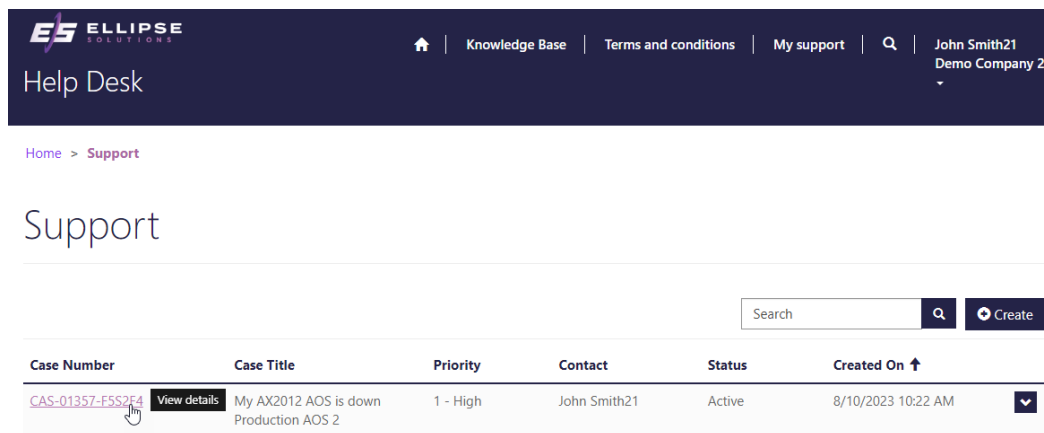 ELLIPSE
SOLUTIONS
Help Desk
Knowledge Base
Terms and conditions
My support
John Smith21
Demo Company 2
Home > Support
Support
Search
Create
Case Number Case Title Priority Contact Status Created On
CAS-01357-F5S2F4 View details My AX2012 AOS is down 1 - High John Smith21 Active 8/10/2023 10:22 AM
Production AOS 2